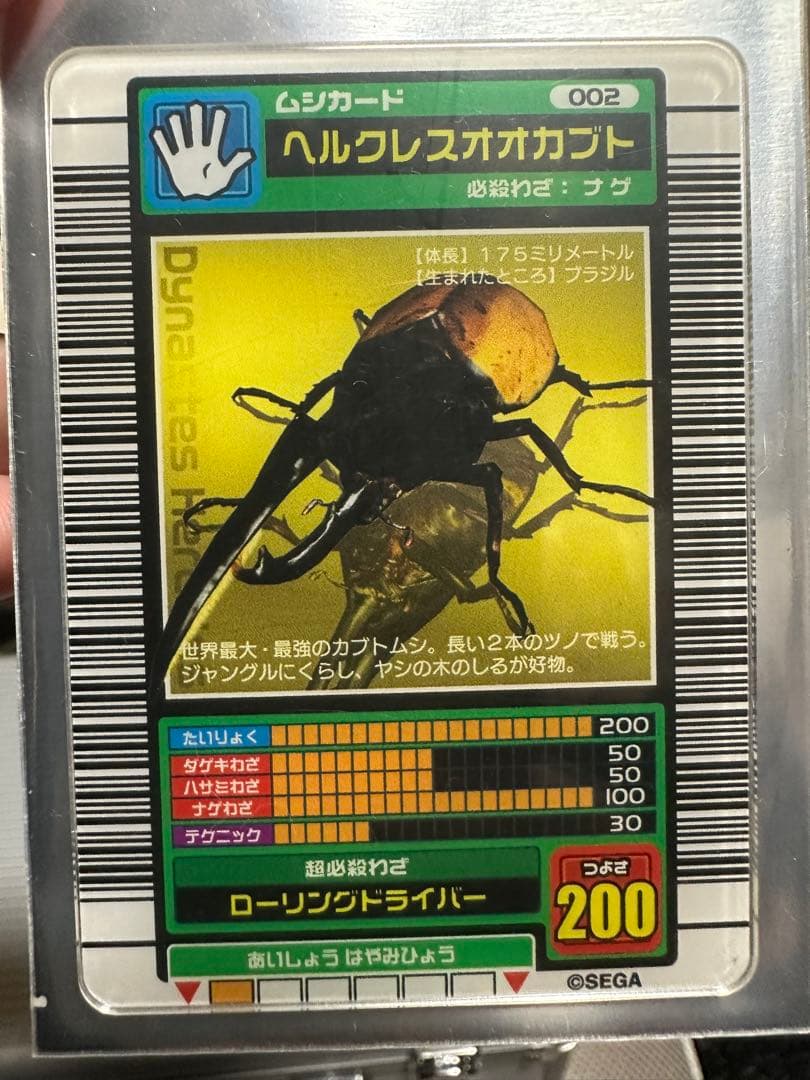 ムシカード 002
ヘルクレスオオカブト
必殺わざ：ナゲ
【体長】１７５ミリメートル
【生まれたところ】ブラジル
Dynastes Herc
世界最大・最強のカブトムシ。長い２本のツノで戦う。
ジャングルにくらし、ヤシの木のしるが好物。
たいりょく 200
ダゲキわざ 50
ハサミわざ 50
ナゲわざ 100
テクニック 30
超必殺わざ
ローリングドライバー
つよさ
200
あいしょう はやみひょう
©SEGA